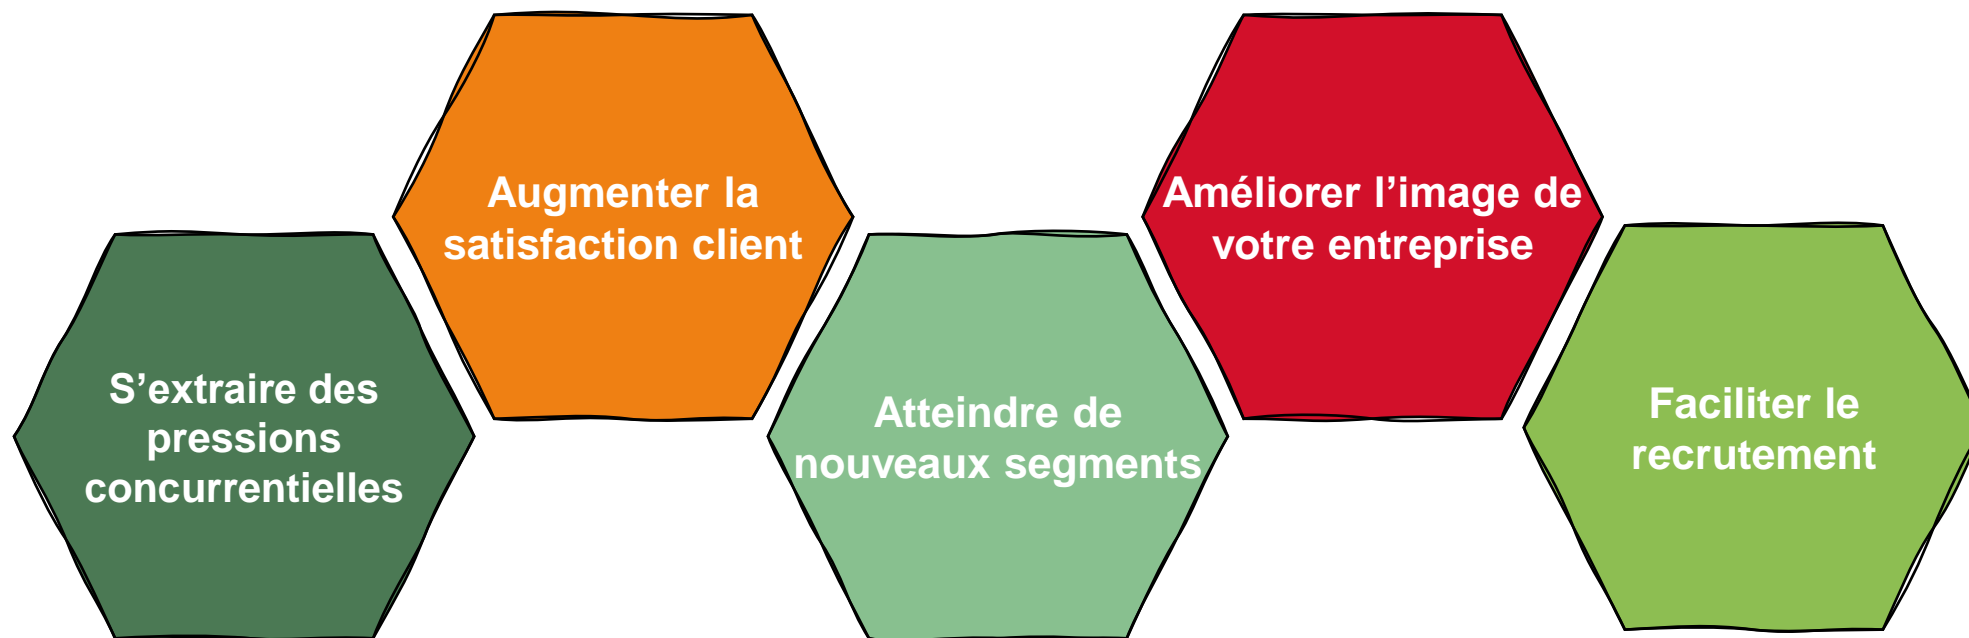 S’extraire des
pressions
concurrentielles
Augmenter la
satisfaction client
Atteindre de
nouveaux segments
Améliorer l’image de
votre entreprise
Faciliter le
recrutement